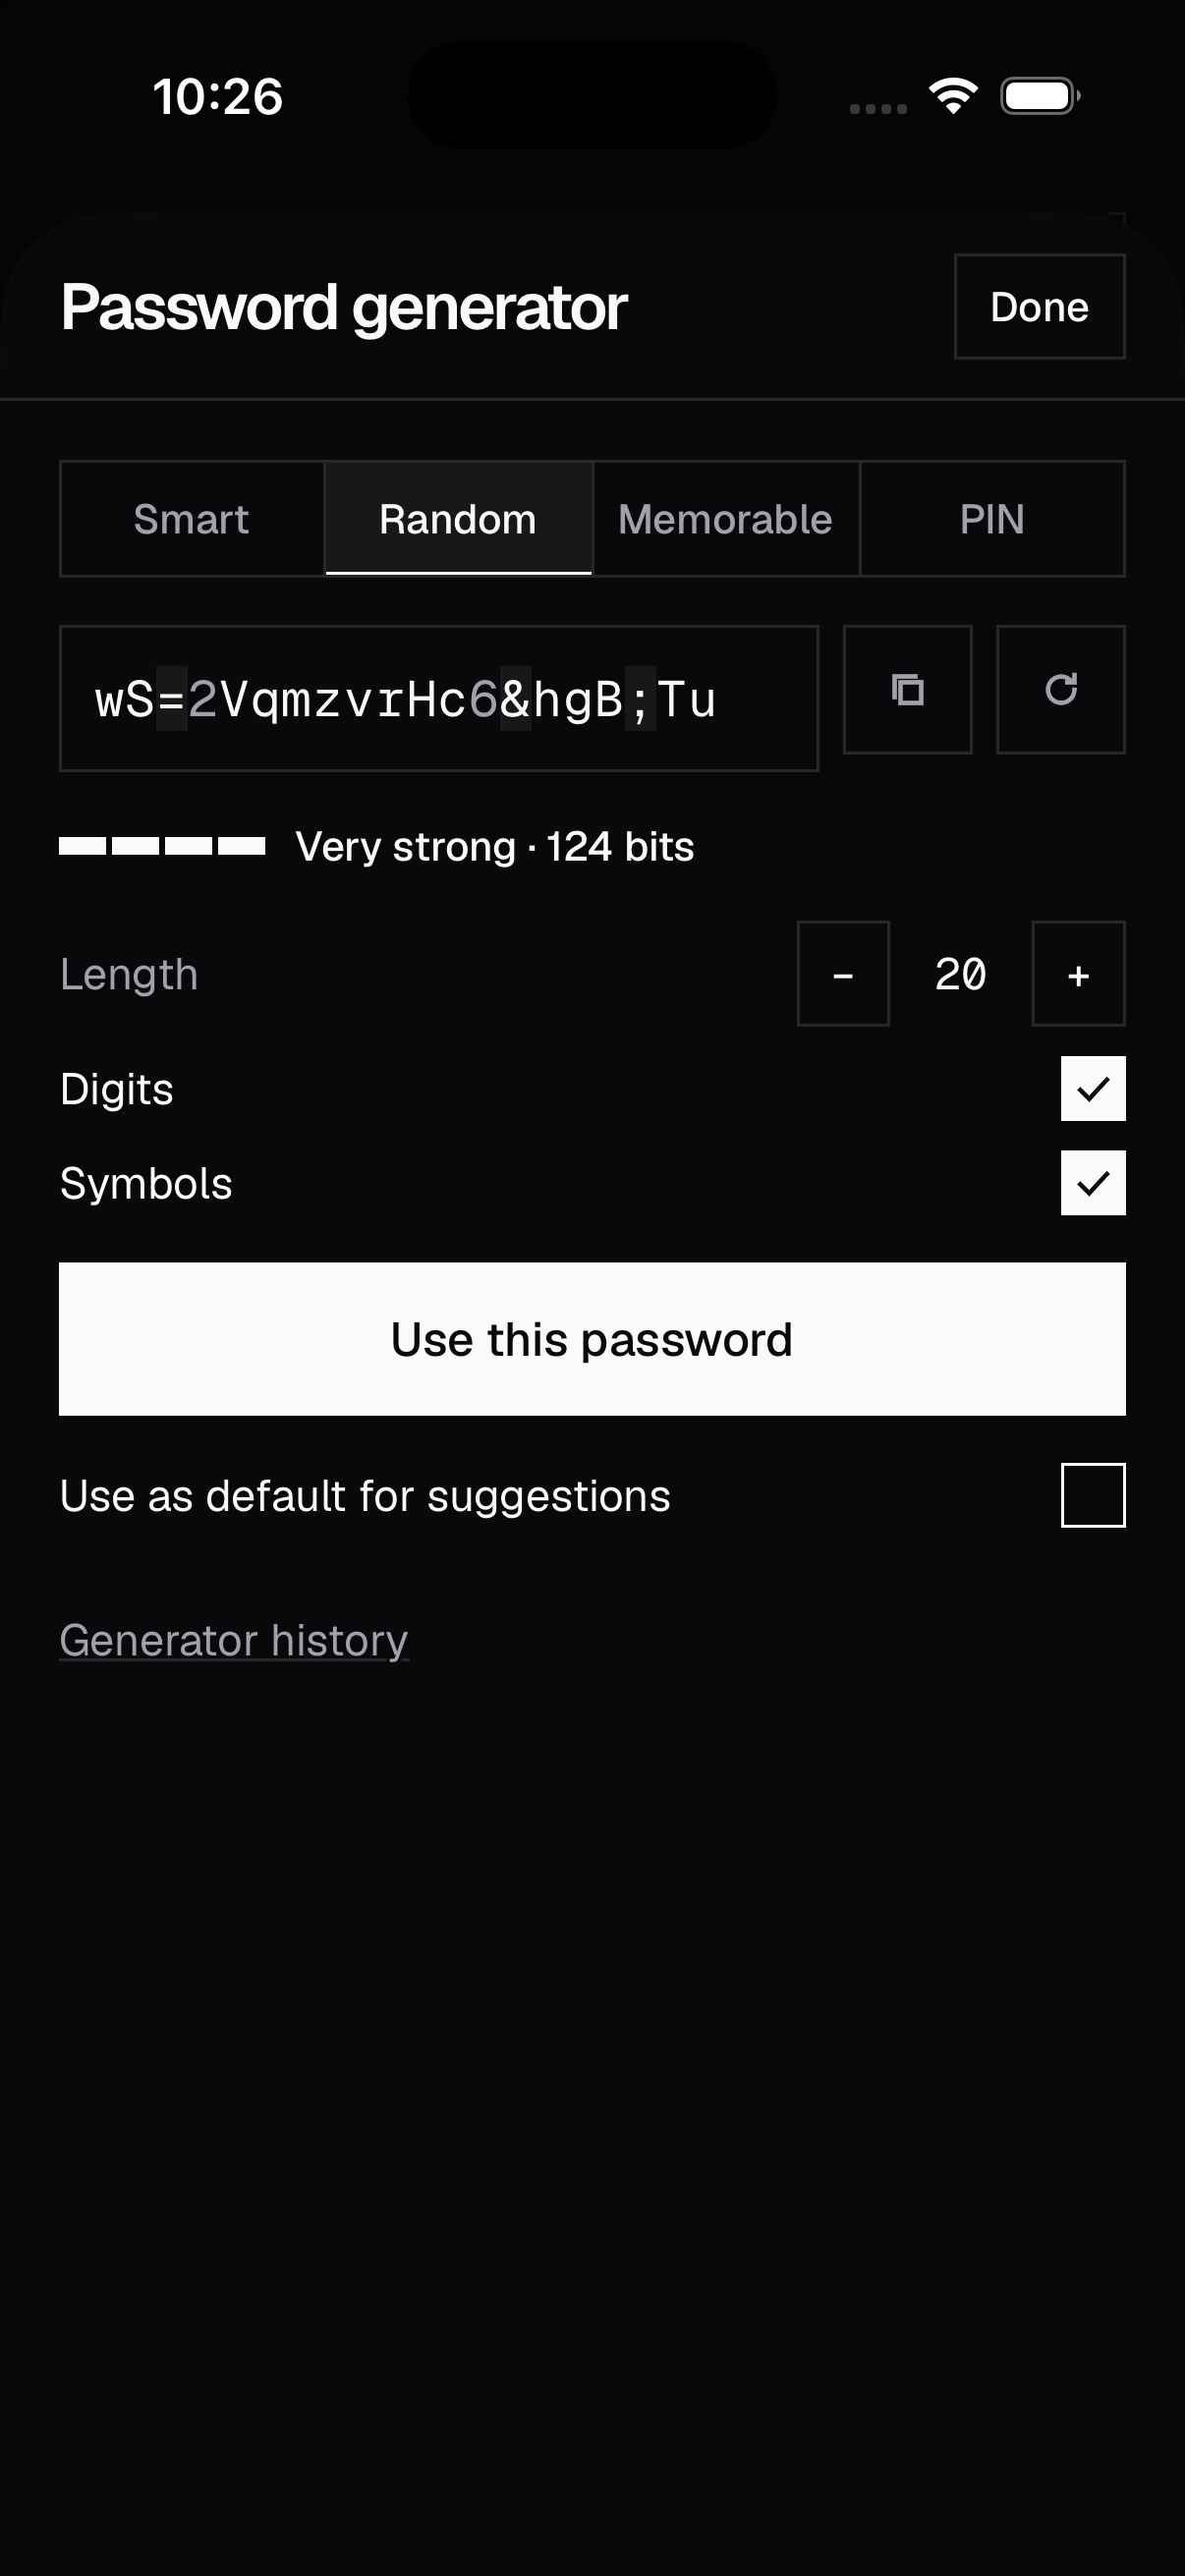 10:26
Password generator
Done
Smart
Random
Memorable
PIN
wS=2VqmzvrHc6&hgB;Tu
Very strong · 124 bits
Length
−
20
+
Digits
Symbols
Use this password
Use as default for suggestions
Generator history